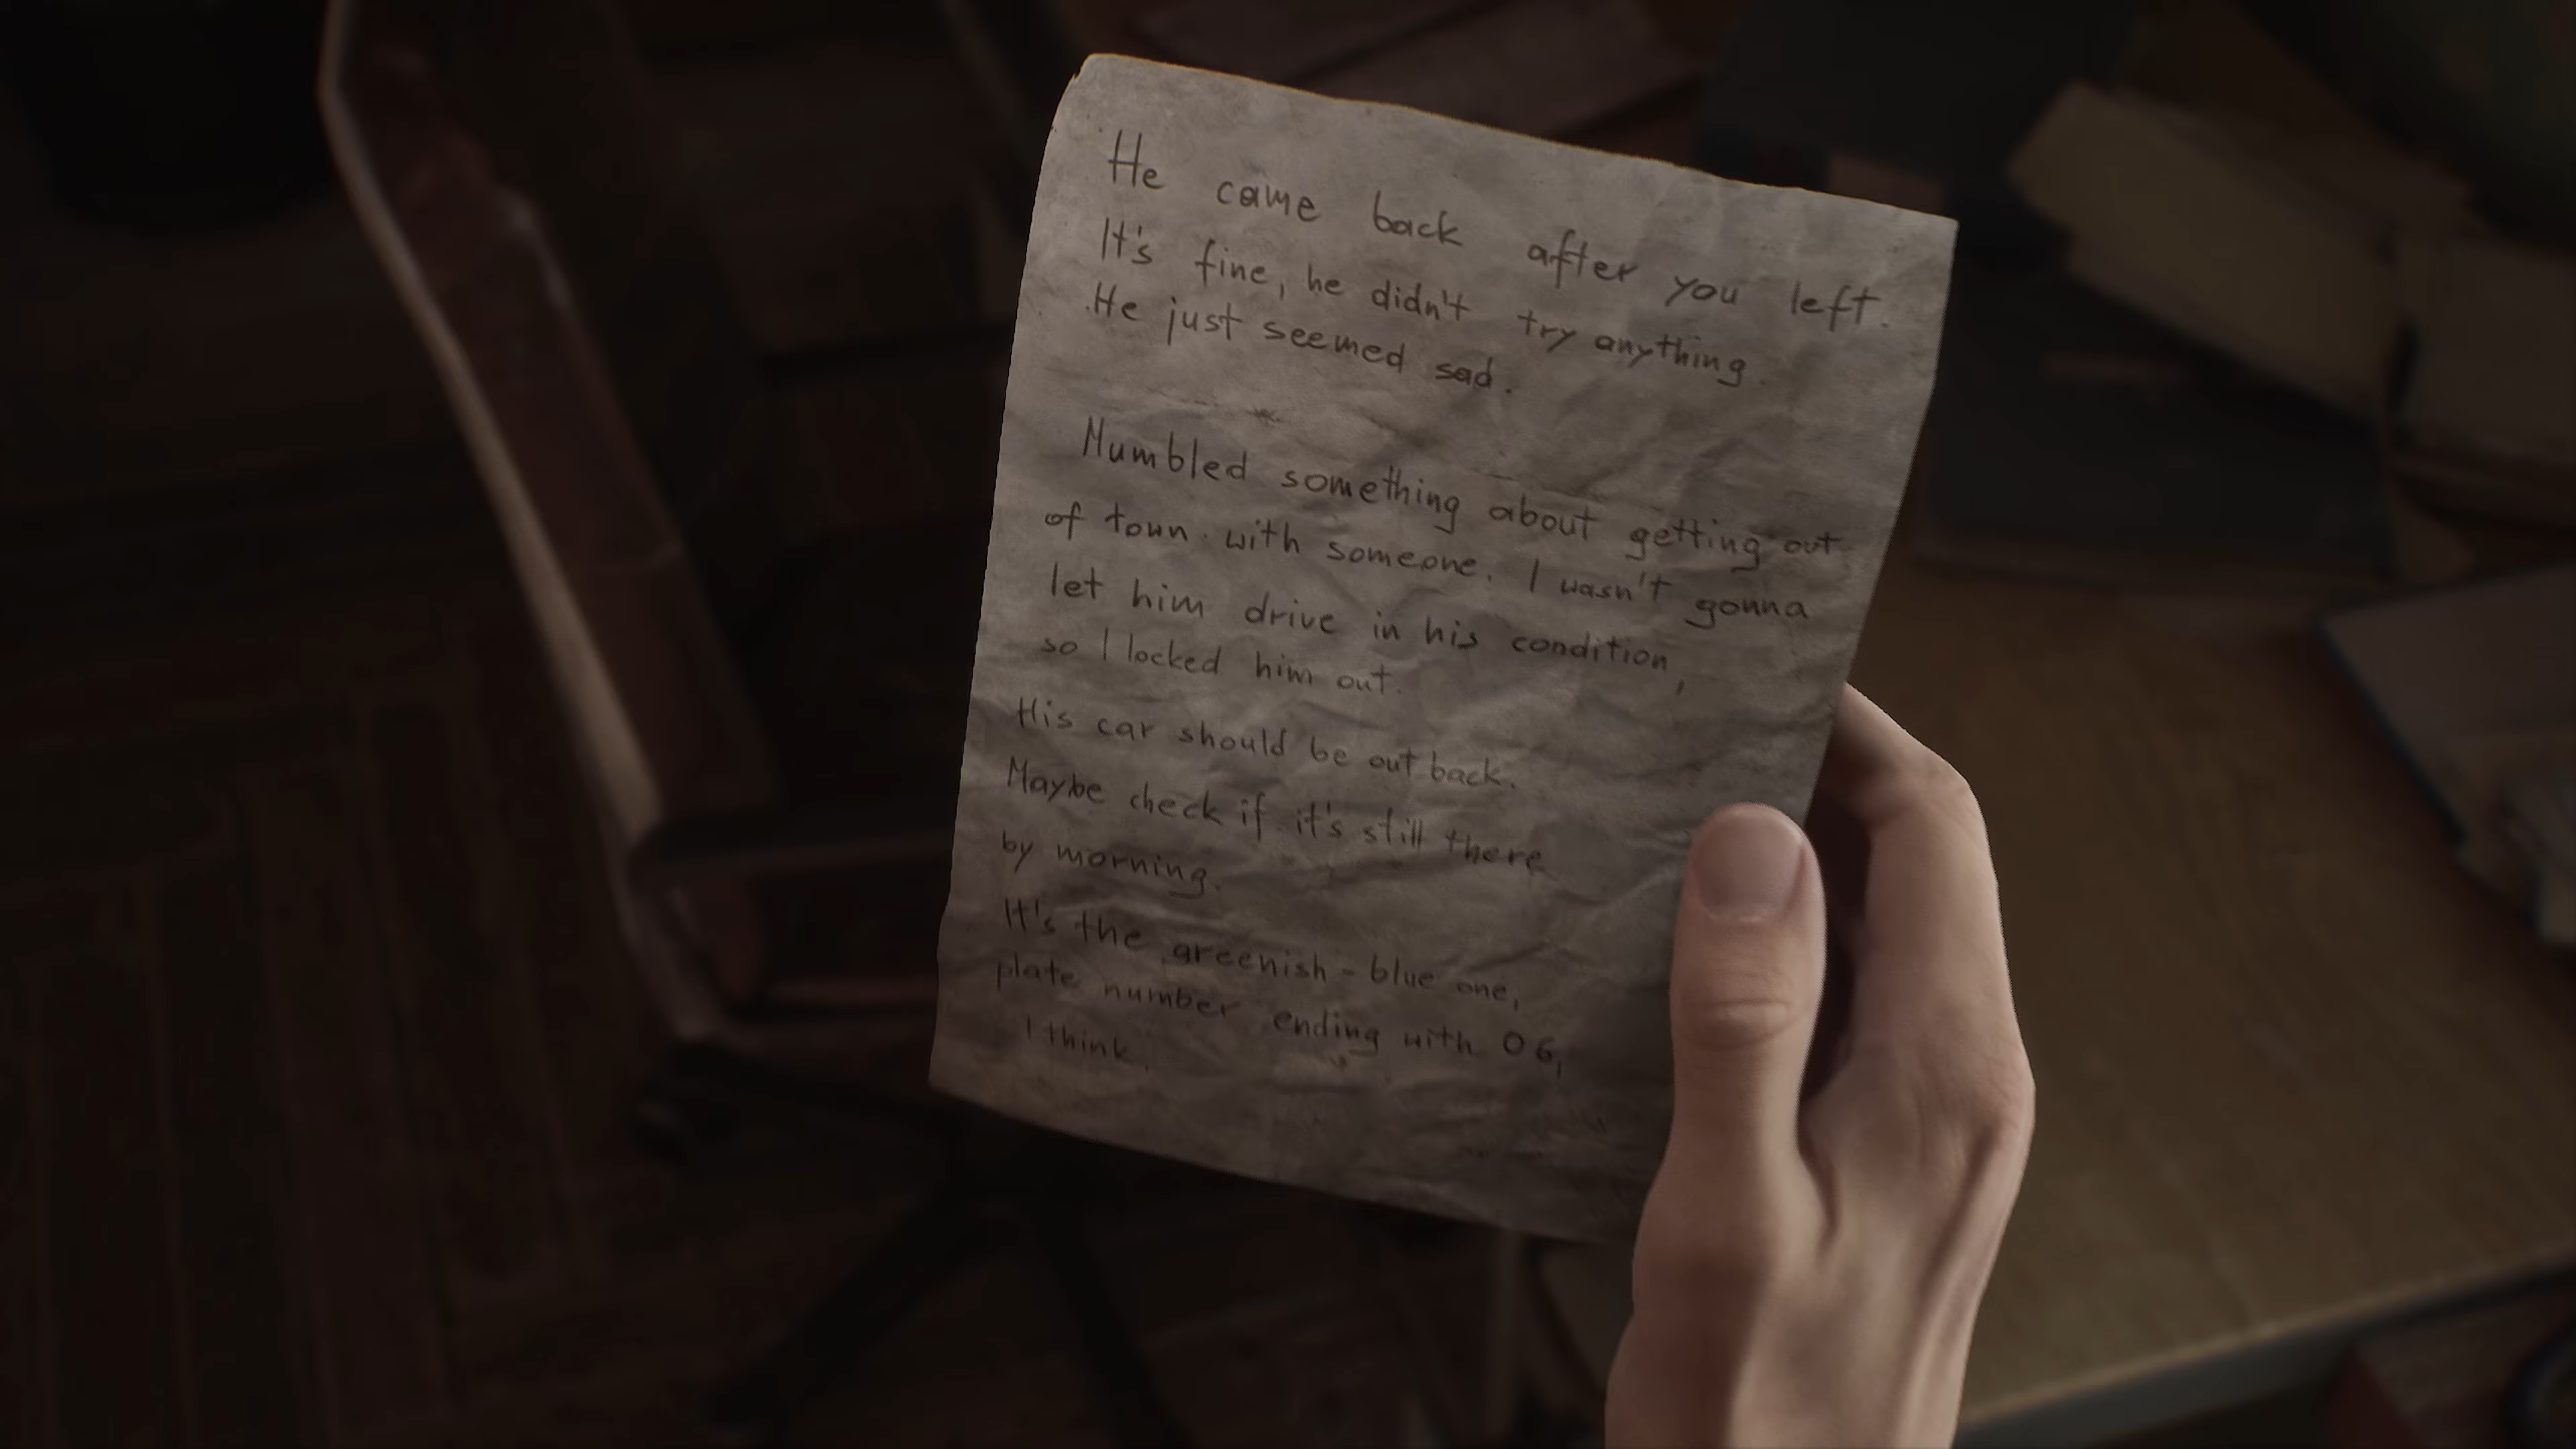 He came back after you left.
It's fine, he didn't try anything.
He just seemed sad.
Mumbled something about getting out
of town with someone. I wasn't gonna
let him drive in his condition,
so I locked him out.
His car should be out back.
Maybe check if it's still there
by morning.
It's the greenish-blue one,
plate number ending with 06,
I think.